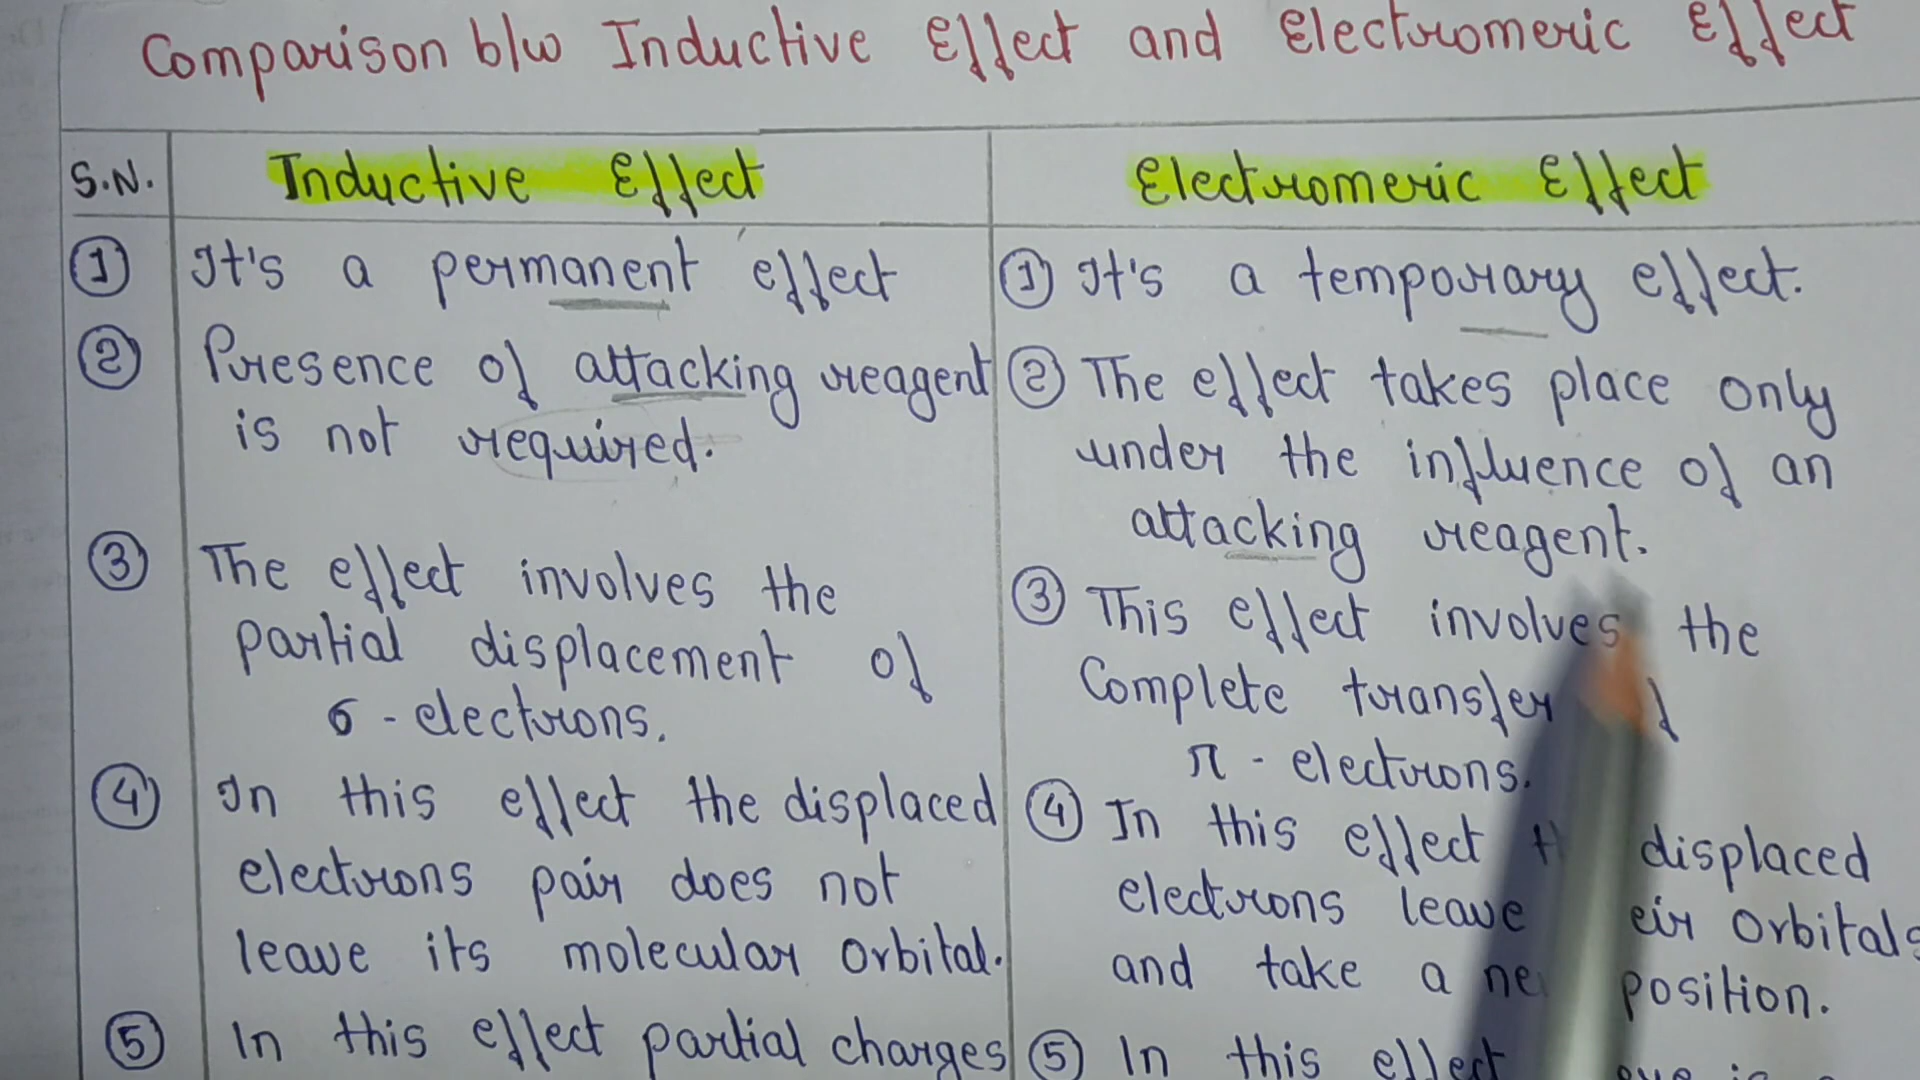 Comparison b/w Inductive Effect and Electromeric Effect
S.N. Inductive Effect Electromeric Effect
① It's a permanent effect
② Presence of attacking reagent
is not required.
③ The effect involves the
partial displacement of
σ - electrons.
④ In this effect the displaced
electrons pair does not
leave its molecular orbital.
⑤ In this effect partial charges
① It's a temporary effect.
② The effect takes place only
under the influence of an
attacking reagent.
③ This effect involves the
Complete transfer
π - electrons.
④ In this effect displaced
electrons leave orbitals
and take a position.
⑤ In this effect